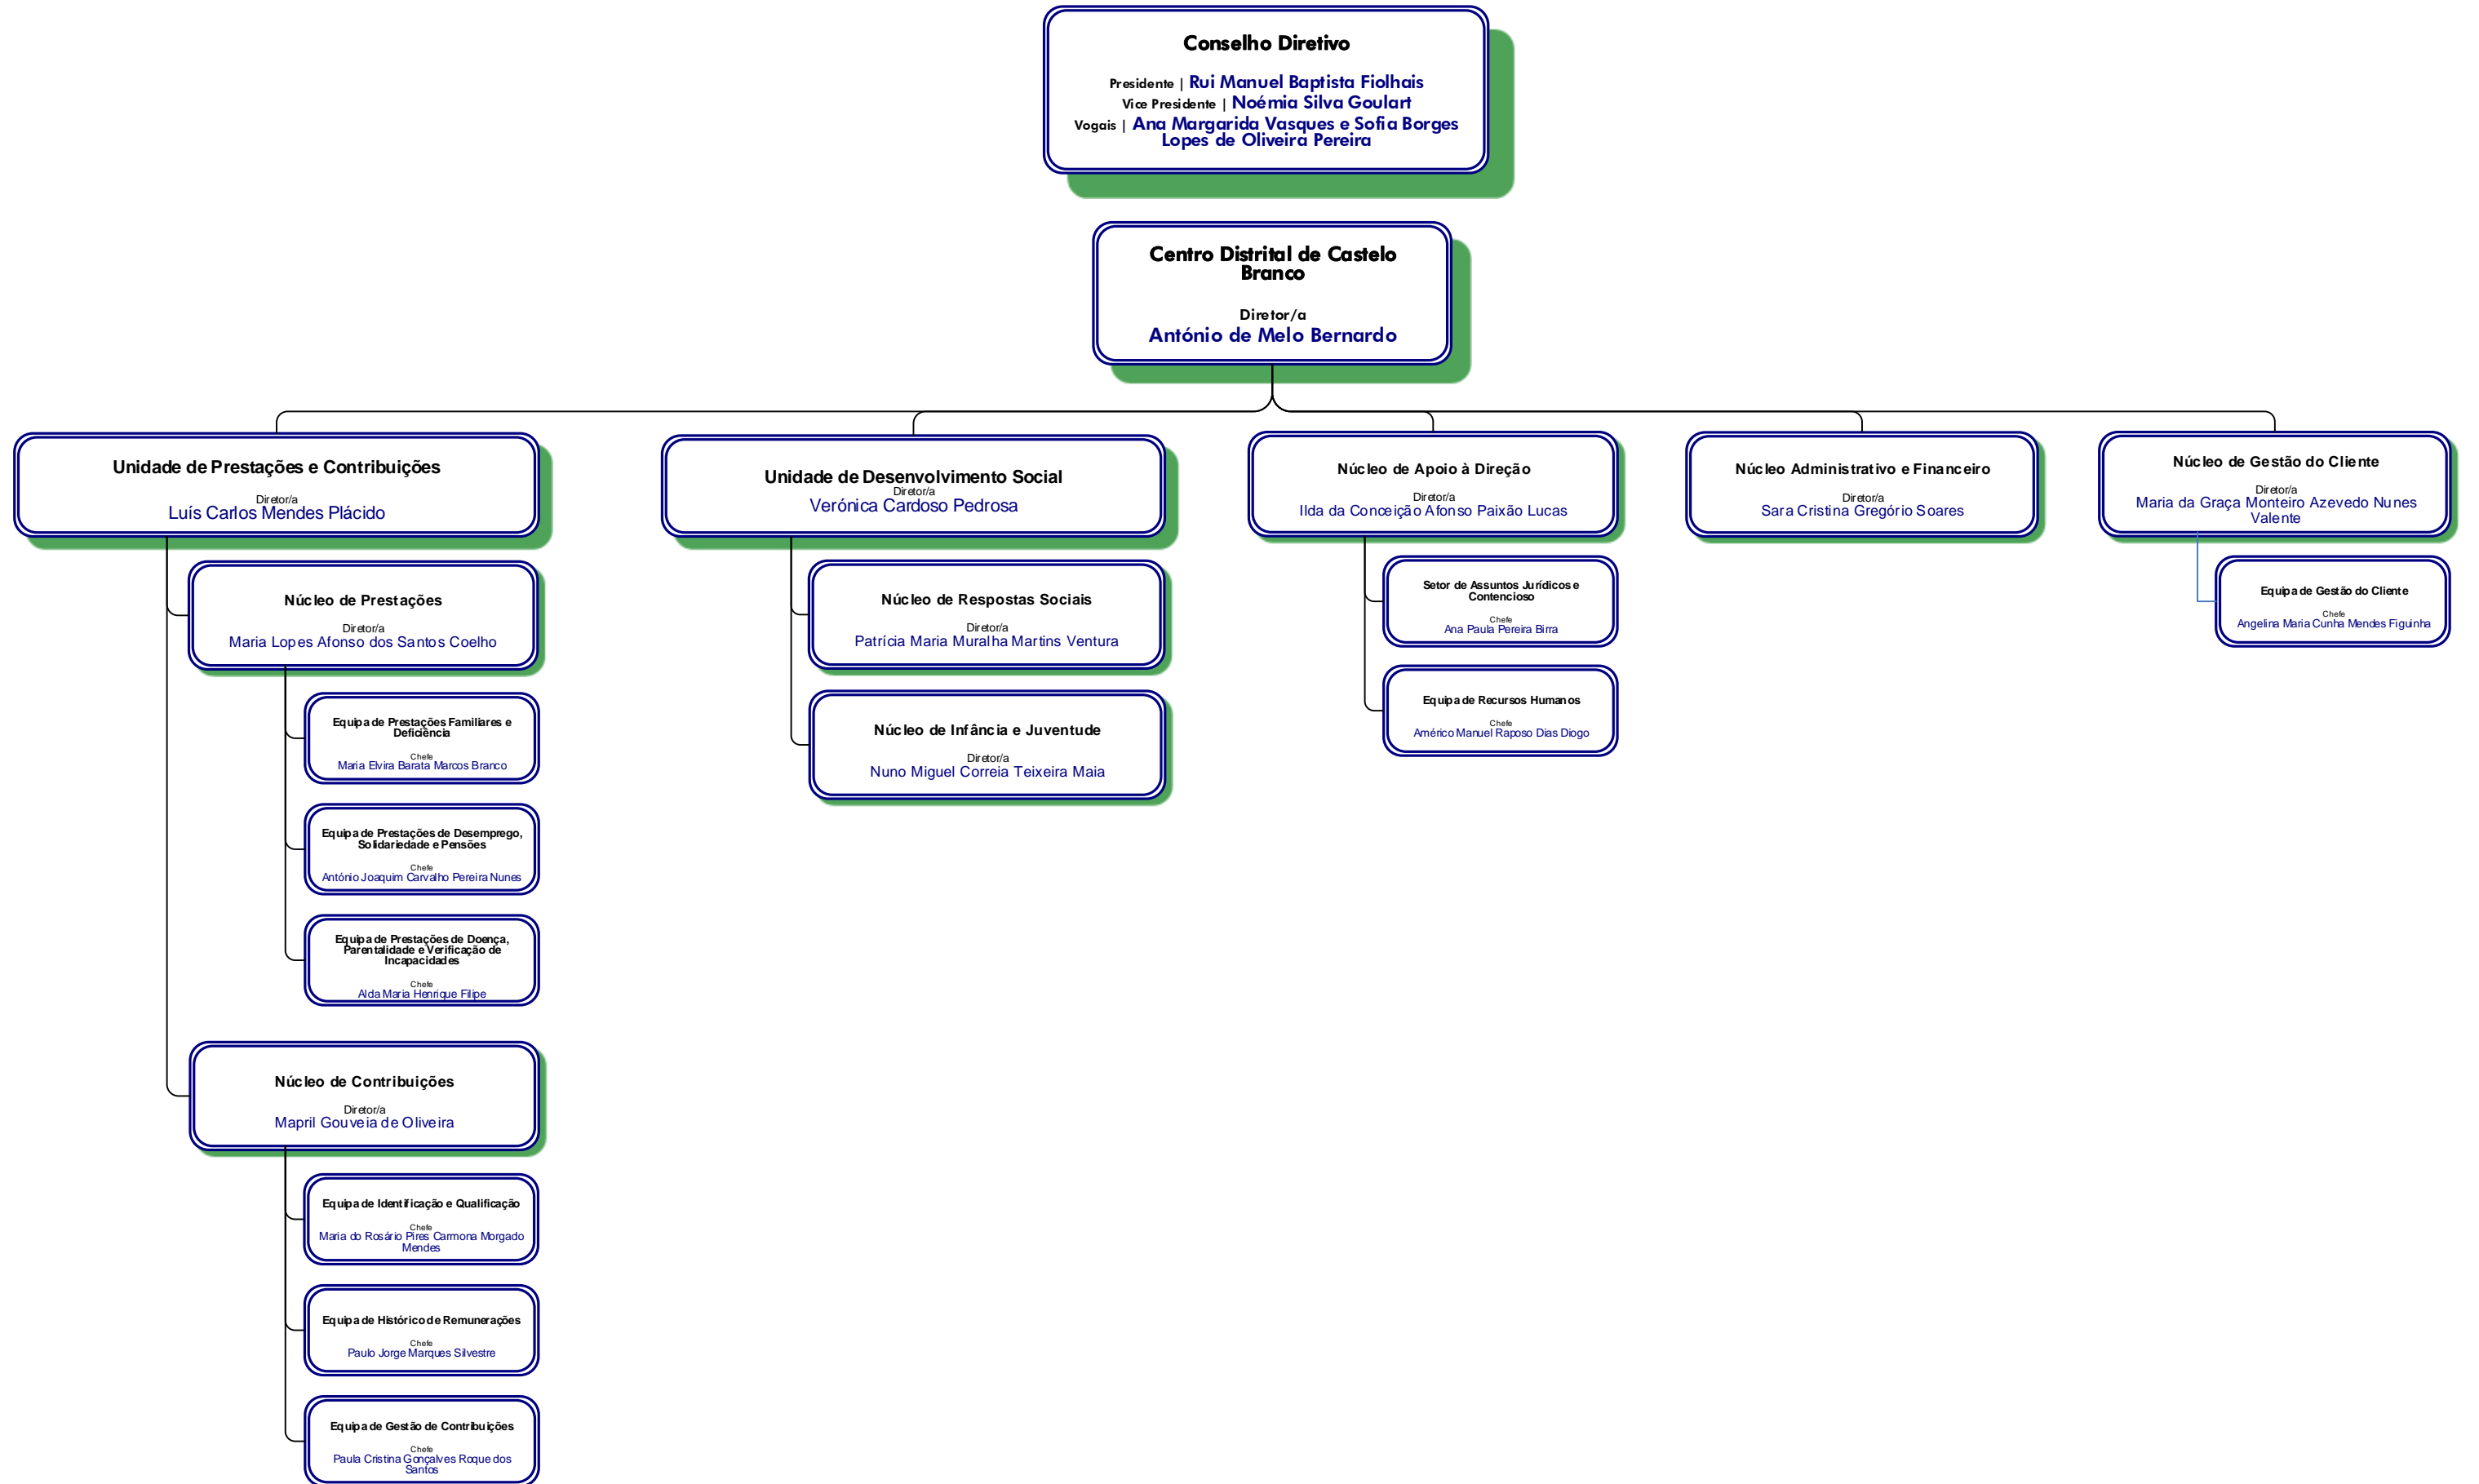 Conselho Diretivo
Presidente | Rui Manuel Baptista Fiolhais
Vice Presidente | Noémia Silva Goulart
Vogais | Ana Margarida Vasques e Sofia Borges
Lopes de Oliveira Pereira
Centro Distrital de Castelo
Branco
Diretor/a
António de Melo Bernardo
Unidade de Prestações e Contribuições
Diretor/a
Luís Carlos Mendes Plácido
Núcleo de Prestações
Diretor/a
Maria Lopes Afonso dos Santos Coelho
Equipa de Prestações Familiares e
Deficiência
Chefe
Maria Elvira Barata Marcos Branco
Equipa de Prestações de Desemprego,
Solidariedade e Pensões
Chefe
António Joaquim Carvalho Pereira Nunes
Equipa de Prestações de Doença,
Parentalidade e Verificação de
Incapacidades
Chefe
Alda Maria Henrique Filipe
Núcleo de Contribuições
Diretor/a
Mapril Gouveia de Oliveira
Equipa de Identificação e Qualificação
Chefe
Maria do Rosário Pires Carmona Morgado
Mendes
Equipa de Histórico de Remunerações
Chefe
Paulo Jorge Marques Silvestre
Equipa de Gestão de Contribuições
Chefe
Paula Cristina Gonçalves Roque dos
Santos
Unidade de Desenvolvimento Social
Diretor/a
Verónica Cardoso Pedrosa
Núcleo de Respostas Sociais
Diretor/a
Patrícia Maria Muralha Martins Ventura
Núcleo de Infância e Juventude
Diretor/a
Nuno Miguel Correia Teixeira Maia
Núcleo de Apoio à Direção
Diretor/a
Ilda da Conceição Afonso Paixão Lucas
Setor de Assuntos Jurídicos e
Contencioso
Chefe
Ana Paula Pereira Birra
Equipa de Recursos Humanos
Chefe
Américo Manuel Raposo Dias Diogo
Núcleo Administrativo e Financeiro
Diretor/a
Sara Cristina Gregório Soares
Núcleo de Gestão do Cliente
Diretor/a
Maria da Graça Monteiro Azevedo Nunes
Valente
Equipa de Gestão do Cliente
Chefe
Angelina Maria Cunha Mendes Figuinha